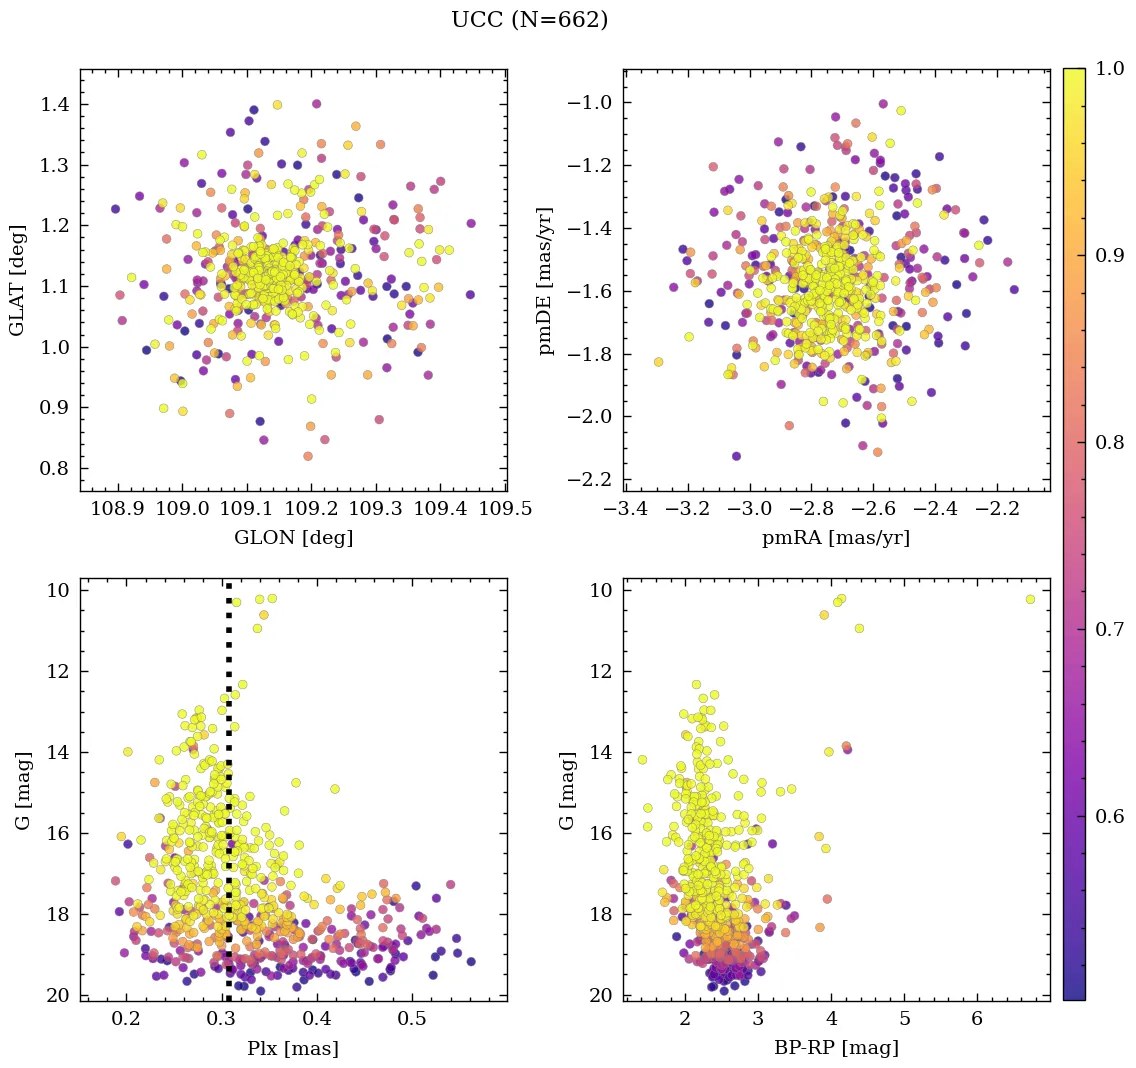 UCC (N=662)
1.4
1.3
1.2
1.1
1.0
0.9
0.8
GLAT [deg]
108.9 109.0 109.1 109.2 109.3 109.4 109.5
GLON [deg]
−1.0
−1.2
−1.4
−1.6
−1.8
−2.0
−2.2
pmDE [mas/yr]
−3.4 −3.2 −3.0 −2.8 −2.6 −2.4 −2.2
pmRA [mas/yr]
10
12
14
16
18
20
G [mag]
0.2 0.3 0.4 0.5
Plx [mas]
10
12
14
16
18
20
G [mag]
2 3 4 5 6
BP-RP [mag]
1.0
0.9
0.8
0.7
0.6